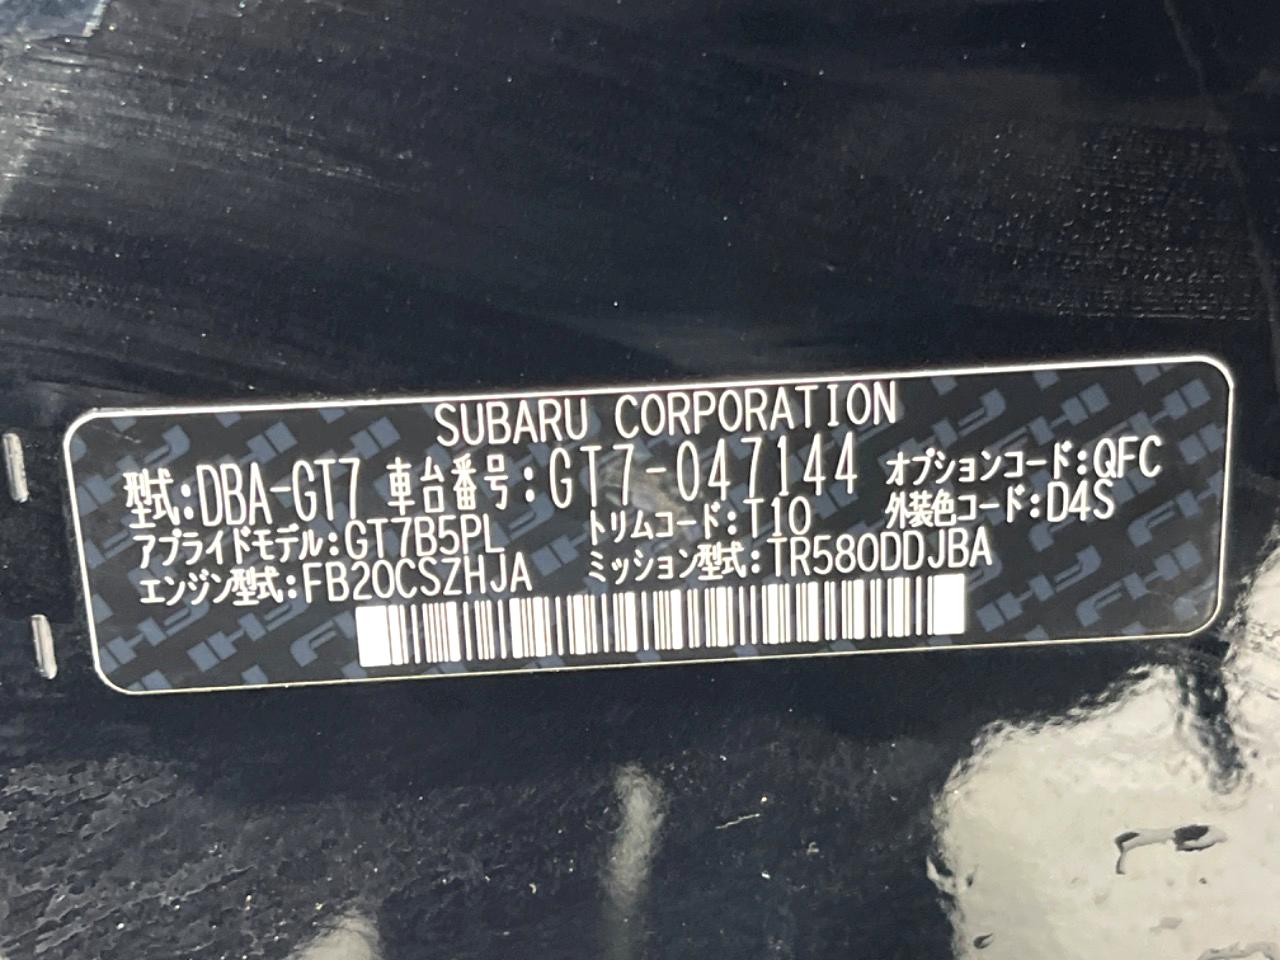 SUBARU CORPORATION
型式:DBA-GT7 車台番号:GT7-047144 オプションコード:QFC
アプライドモデル:GT7B5PL トリムコード:T10 外装色コード:D4S
エンジン型式:FB20CSZHJA ミッション型式:TR580DDJBA